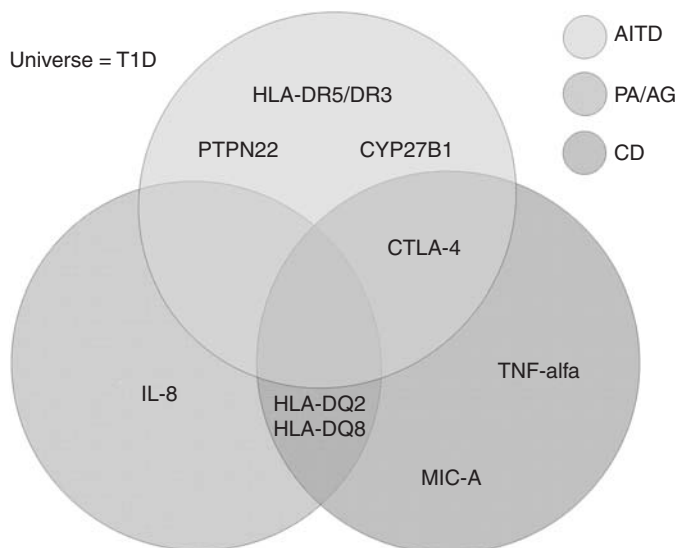 Universe = T1D
AITD
PA/AG
CD
HLA-DR5/DR3
PTPN22
CYP27B1
CTLA-4
IL-8
TNF-alfa
HLA-DQ2
HLA-DQ8
MIC-A